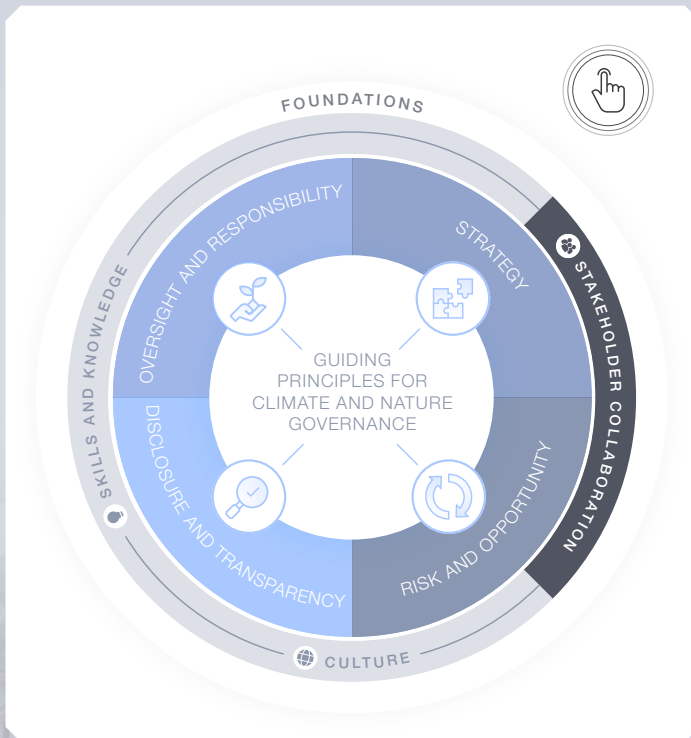 FOUNDATIONS
OVERSIGHT AND RESPONSIBILITY
STRATEGY
STAKEHOLDER COLLABORATION
SKILLS AND KNOWLEDGE
GUIDING
PRINCIPLES FOR
CLIMATE AND NATURE
GOVERNANCE
DISCLOSURE AND TRANSPARENCY
RISK AND OPPORTUNITY
CULTURE